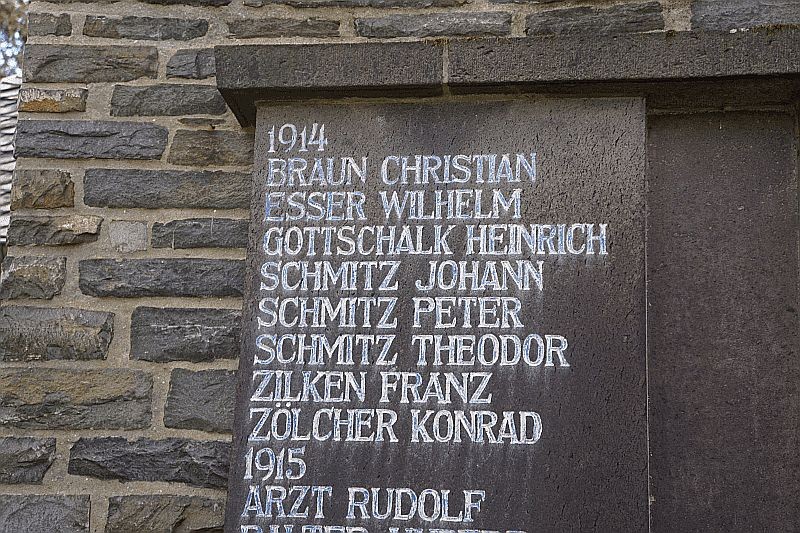 1914
BRAUN CHRISTIAN
ESSER WILHELM
GOTTSCHALK HEINRICH
SCHMITZ JOHANN
SCHMITZ PETER
SCHMITZ THEODOR
ZILKEN FRANZ
ZÖLCHER KONRAD
1915
ARZT RUDOLF